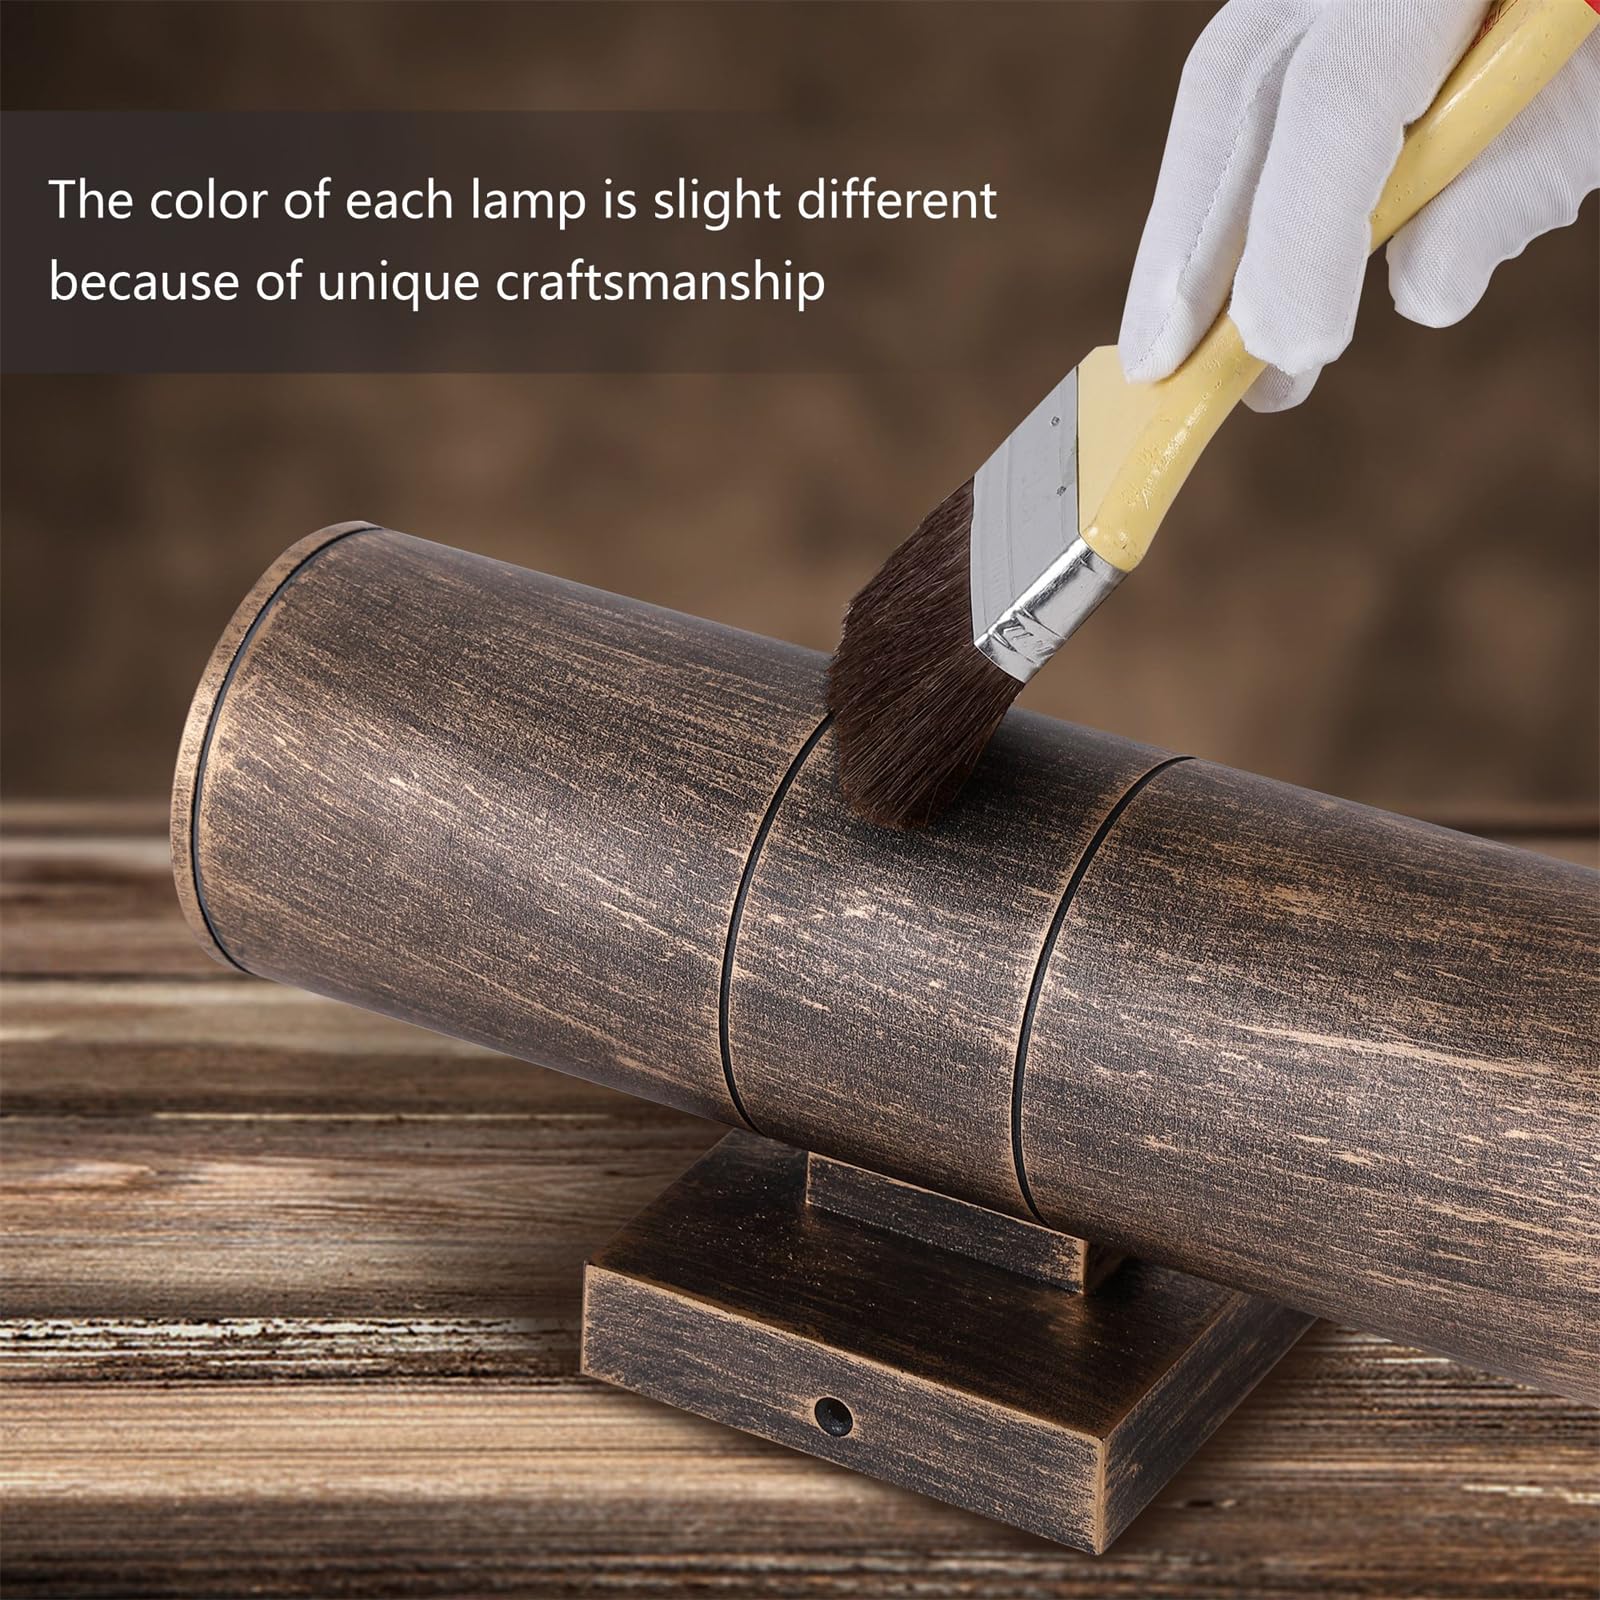 The color of each lamp is slight different
because of unique craftsmanship